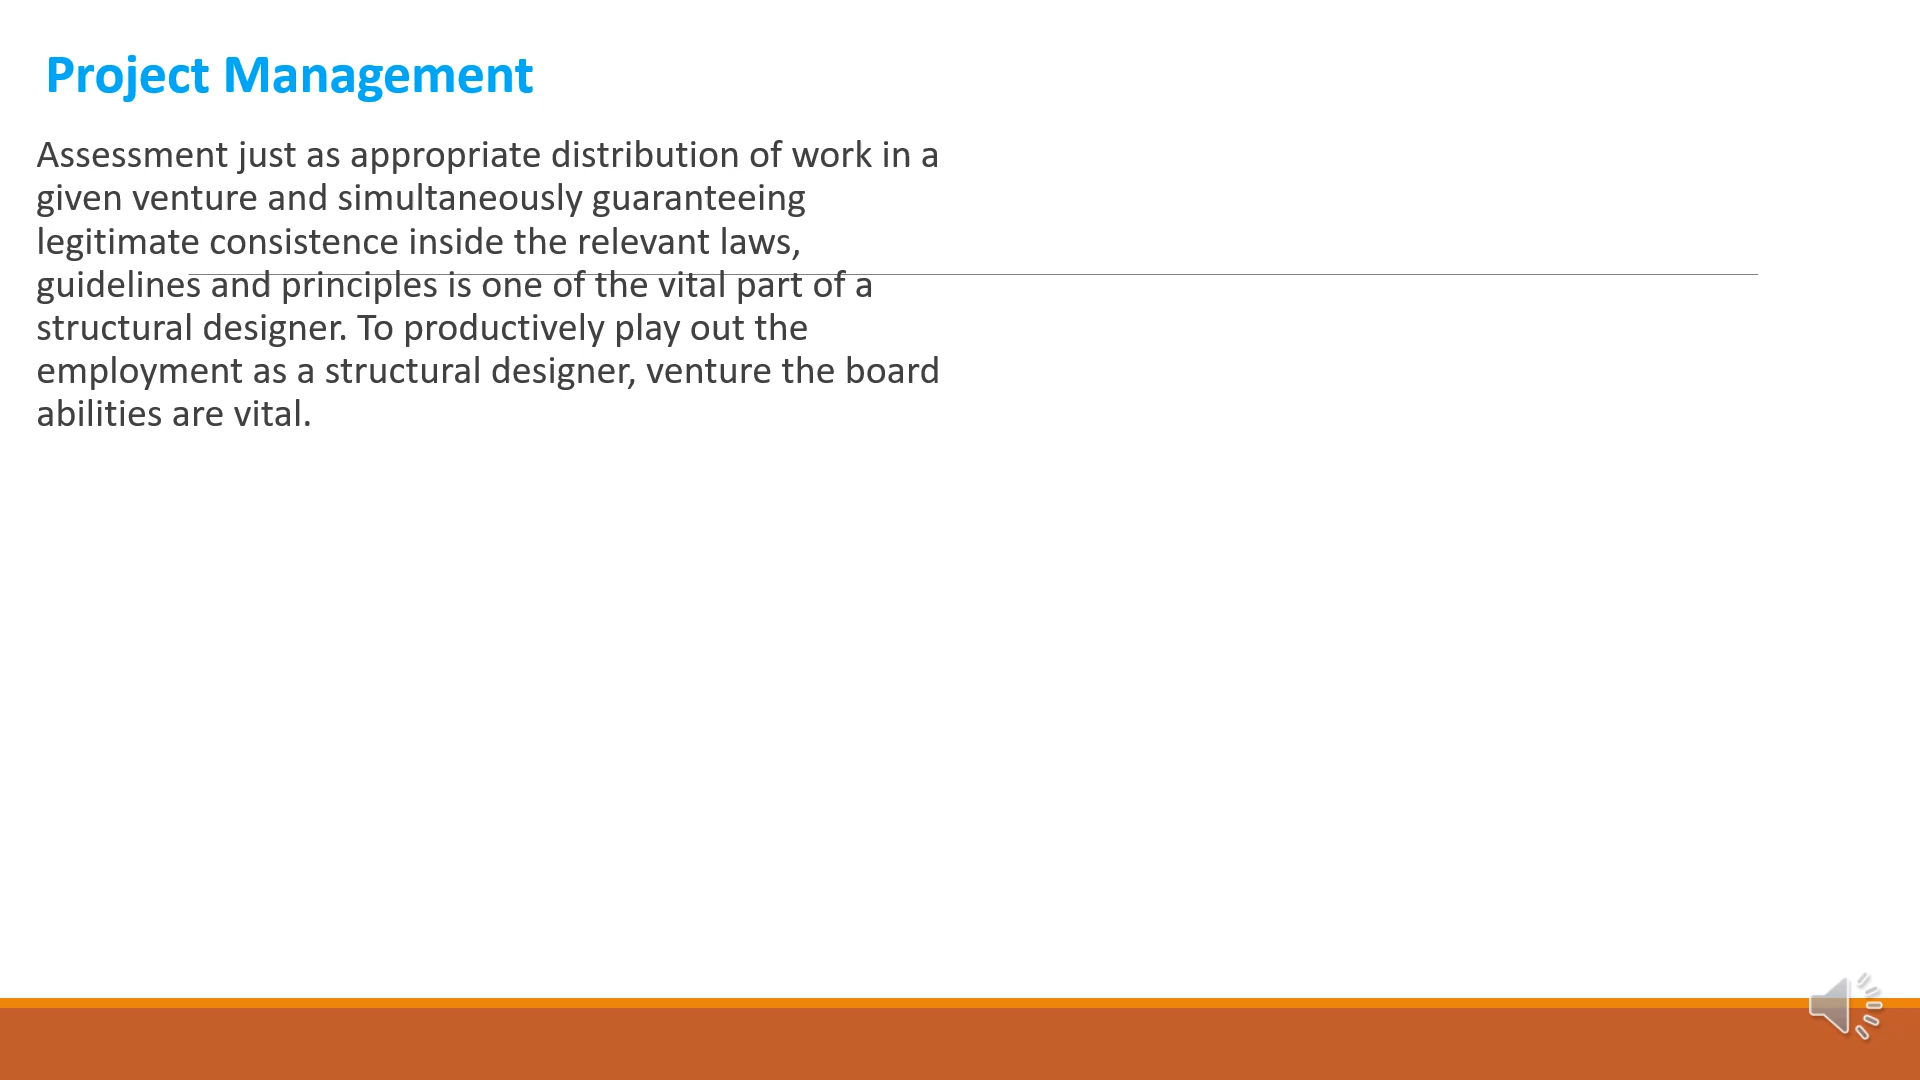 Project Management
Assessment just as appropriate distribution of work in a
given venture and simultaneously guaranteeing
legitimate consistence inside the relevant laws,
guidelines and principles is one of the vital part of a
structural designer. To productively play out the
employment as a structural designer, venture the board
abilities are vital.